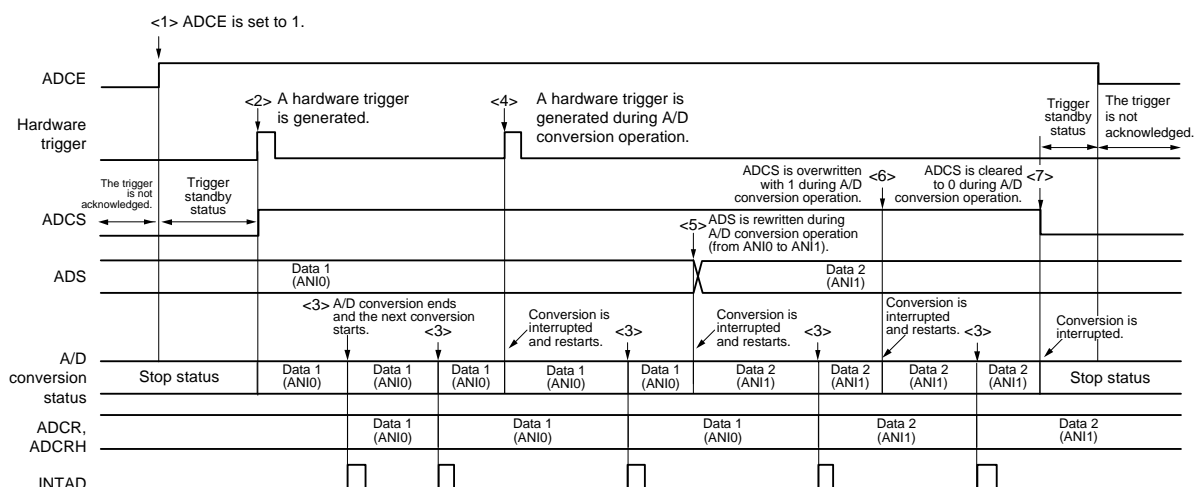 <1> ADCE is set to 1.
ADCE
<2> A hardware trigger
is generated.
<4> A hardware trigger is
generated during A/D
conversion operation.
Trigger
standby
status
The trigger
is not
acknowledged.
Hardware
trigger
ADCS is overwritten
with 1 during A/D
conversion operation.
<6>
ADCS is cleared
to 0 during A/D
conversion operation.
<7>
The trigger
is not
acknowledged.
Trigger
standby
status
ADCS
<5> ADS is rewritten during
A/D conversion operation
(from ANI0 to ANI1).
ADS
Data 1
(ANI0)
Data 2
(ANI1)
<3> A/D conversion ends
and the next conversion
starts.
<3>
Conversion is
interrupted
and restarts.
<3>
Conversion is
interrupted
and restarts.
<3>
Conversion is
interrupted
and restarts.
<3>
Conversion is
interrupted.
A/D
conversion
status
Stop status
Data 1
(ANI0)
Data 1
(ANI0)
Data 1
(ANI0)
Data 1
(ANI0)
Data 1
(ANI0)
Data 2
(ANI1)
Data 2
(ANI1)
Data 2
(ANI1)
Data 2
(ANI1)
Stop status
ADCR,
ADCRH
Data 1
(ANI0)
Data 1
(ANI0)
Data 1
(ANI0)
Data 2
(ANI1)
Data 2
(ANI1)
INTAD